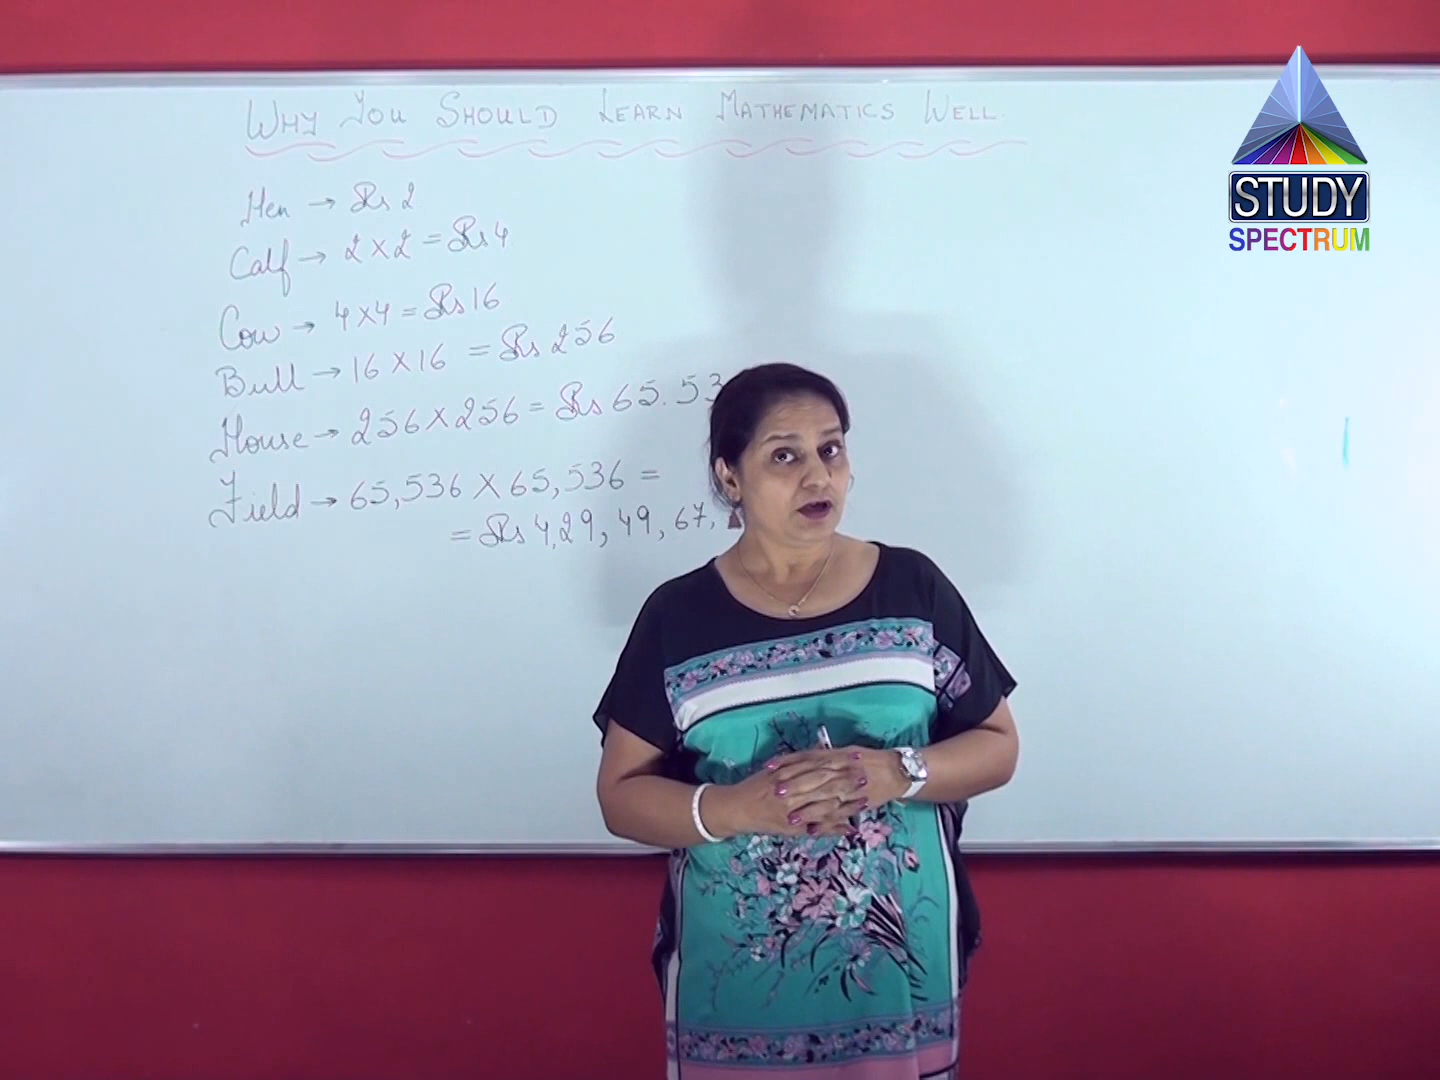 WHY YOU SHOULD LEARN MATHEMATICS WELL.
Hen → Rs 2
Calf → 2 × 2 = Rs 4
Cow → 4 × 4 = Rs 16
Bull → 16 × 16 = Rs 256
House → 256 × 256 = Rs 65.53
Field → 65,536 × 65,536 =
= Rs 4,29,49,67,
STUDY
SPECTRUM